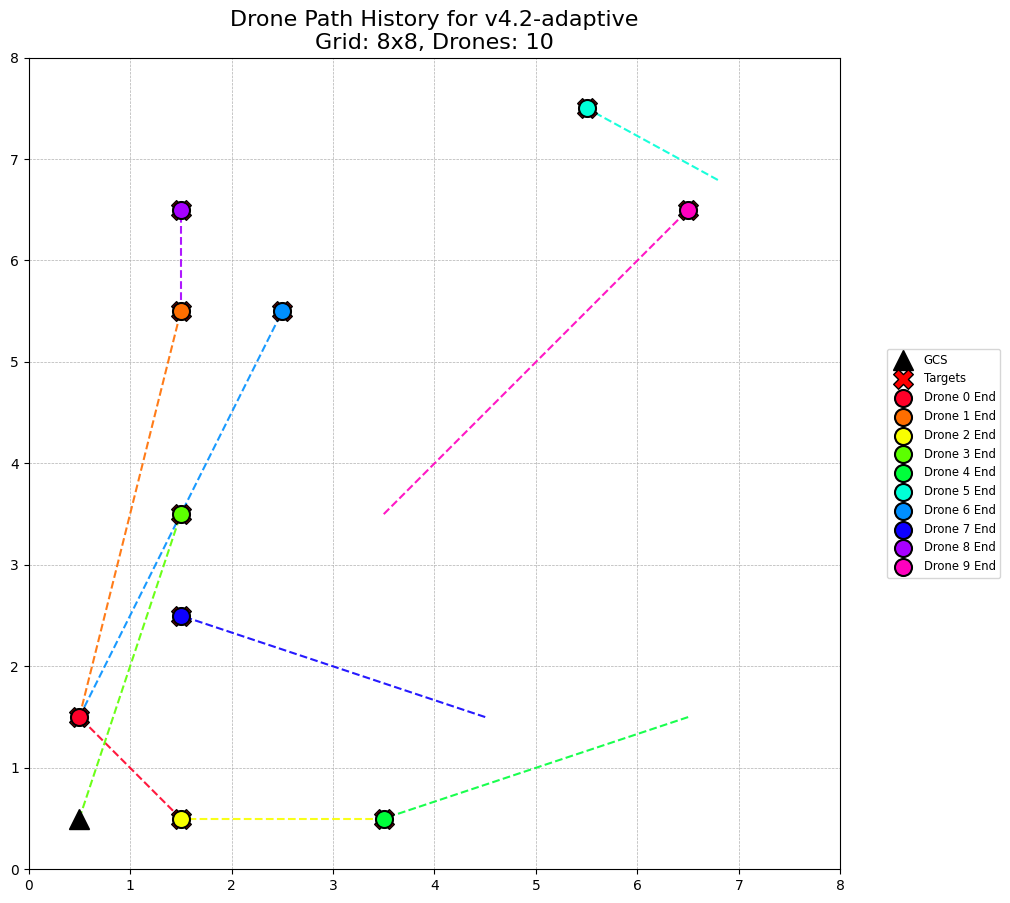 Drone Path History for v4.2-adaptive
Grid: 8x8, Drones: 10
8
7
6
5
4
3
2
1
0
0 1 2 3 4 5 6 7 8
GCS
Targets
Drone 0 End
Drone 1 End
Drone 2 End
Drone 3 End
Drone 4 End
Drone 5 End
Drone 6 End
Drone 7 End
Drone 8 End
Drone 9 End